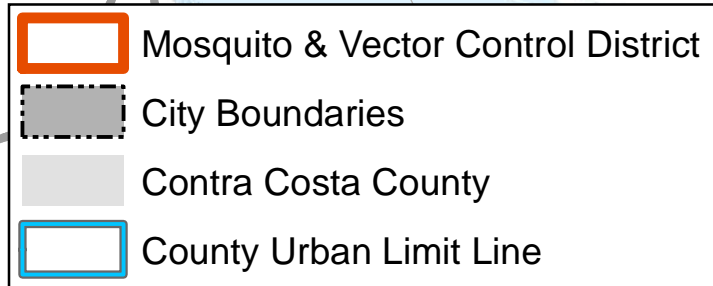 Mosquito & Vector Control District
City Boundaries
Contra Costa County
County Urban Limit Line